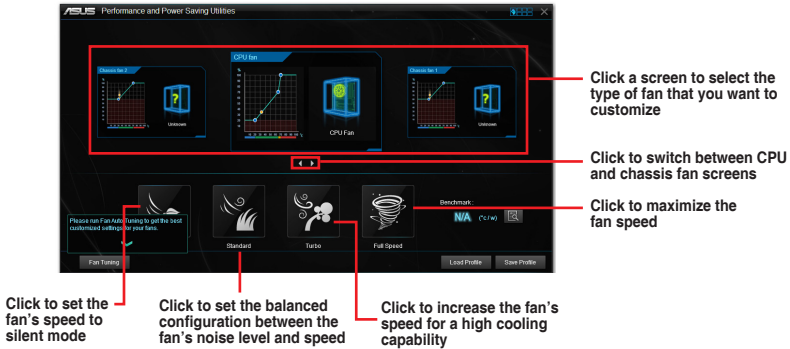 ASUS Performance and Power Saving Utilities
Chassis fan 2
CPU fan
Chassis fan 1
Unknown
CPU Fan
Unknown
Click a screen to select the
type of fan that you want to
customize
Click to switch between CPU
and chassis fan screens
Click to maximize the
fan speed
Please run Fan Auto Tuning to get the best
customized settings for your fans.
Standard
Turbo
Full Speed
Benchmark :
N/A (°c / w)
Fan Tuning
Load Profile
Save Profile
Click to set the
fan's speed to
silent mode
Click to set the balanced
configuration between the
fan's noise level and speed
Click to increase the fan's
speed for a high cooling
capability